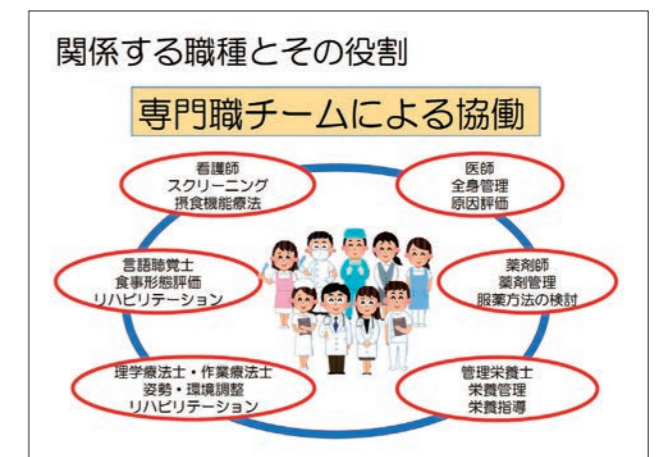 関係する職種とその役割
専門職チームによる協働
看護師
スクリーニング
摂食機能療法
医師
全身管理
原因評価
言語聴覚士
食事形態評価
リハビリテーション
薬剤師
薬剤管理
服薬方法の検討
理学療法士・作業療法士
姿勢・環境調整
リハビリテーション
管理栄養士
栄養管理
栄養指導